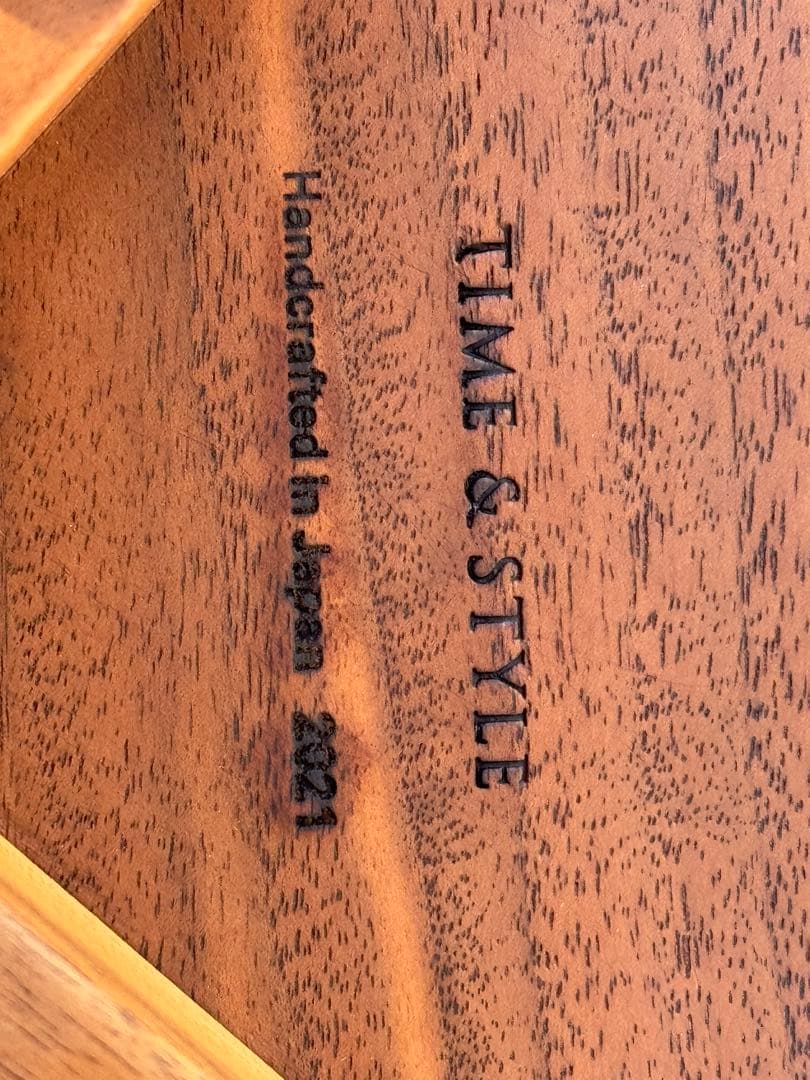 TIME & STYLE
Handcrafted in Japan 2021